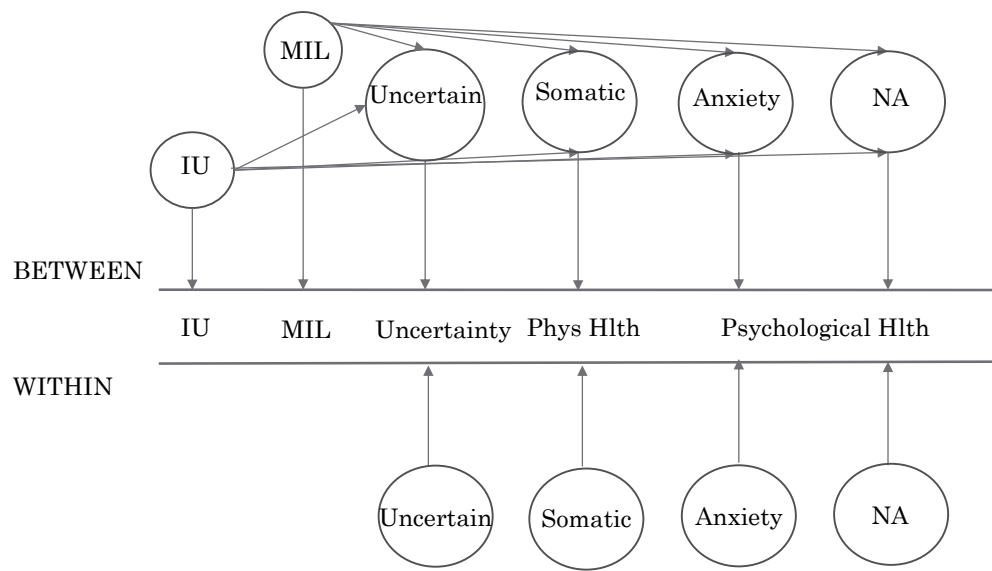 MIL
Uncertain
Somatic
Anxiety
NA
IU
BETWEEN
IU
MIL
Uncertainty
Phys Hlth
Psychological Hlth
WITHIN
Uncertain
Somatic
Anxiety
NA